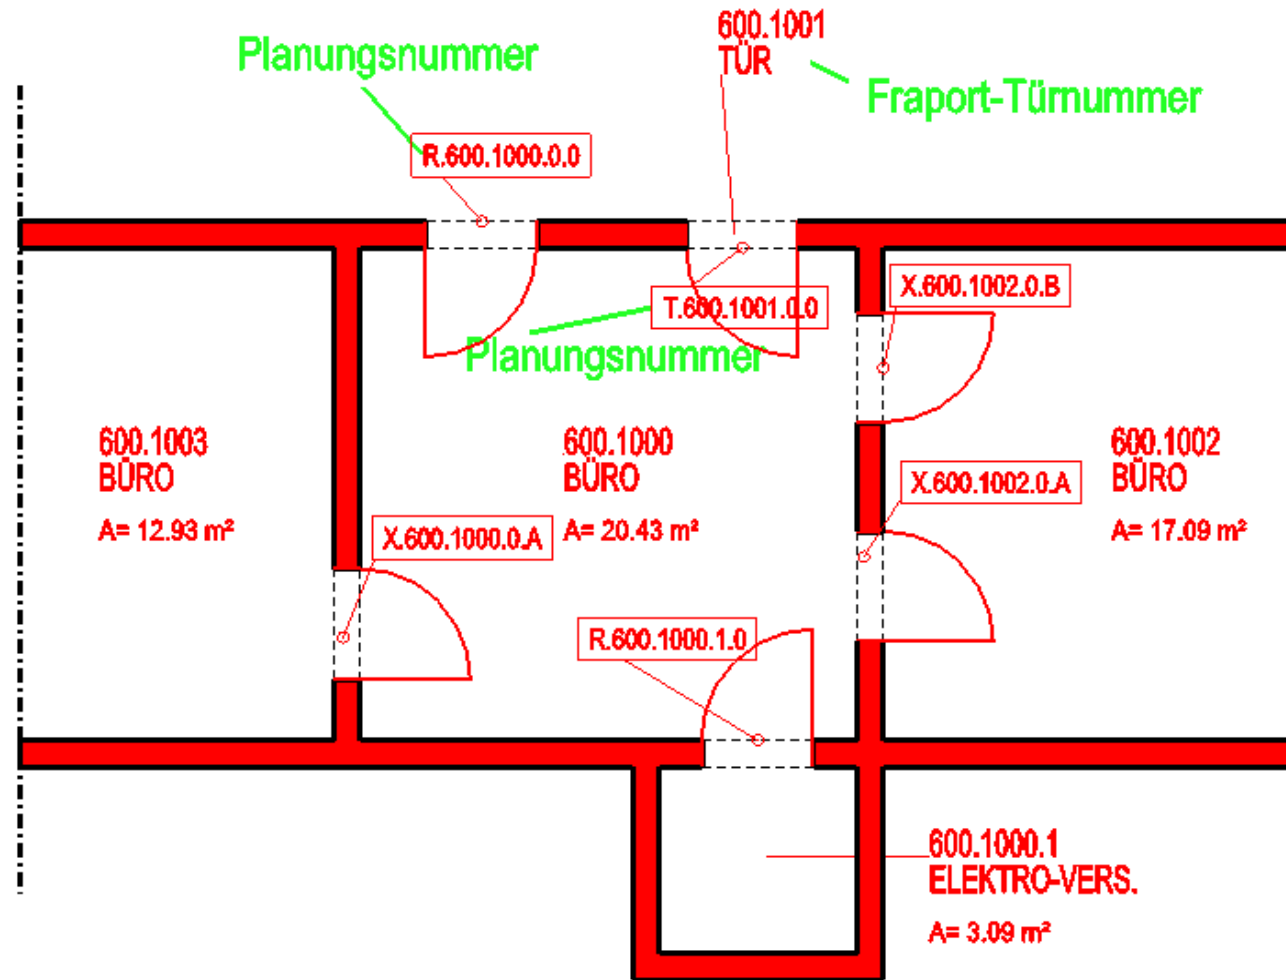 600.1001
TÜR
Planungsnummer
Fraport-Türnummer
R.600.1000.0.0
X.600.1002.0.B
T.600.1001.0.0
Planungsnummer
600.1003
BÜRO
A= 12.93 m²
600.1000
BÜRO
A= 20.43 m²
600.1002
BÜRO
A= 17.09 m²
X.600.1002.0.A
X.600.1000.0.A
R.600.1000.1.0
600.1000.1
ELEKTRO-VERS.
A= 3.09 m²